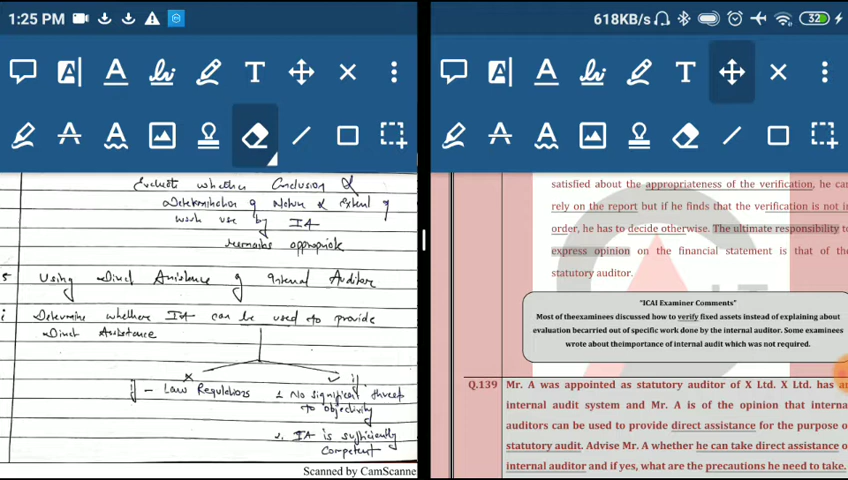 1:25 PM
618KB/s
32
Evaluate whether Conclusion &
Determination of Nature & Extent of
work use by IA
remains appropriate
5 Using Direct Assistance of Internal Auditor
i Determine whether IA can be used to provide
Direct Assistance
x if
- Law Regulations
1. No significant threat
to objectivity
2. IA is sufficiently
Competent
Scanned by CamScanne
satisfied about the appropriateness of the verification, he can
rely on the report but if he finds that the verification is not in
order, he has to decide otherwise. The ultimate responsibility to
express opinion on the financial statement is that of the
statutory auditor.
"ICAI Examiner Comments"
Most of theexaminees discussed how to verify fixed assets instead of explaining about
evaluation becarried out of specific work done by the internal auditor. Some examinees
wrote about theimportance of internal audit which was not required.
Q.139 Mr. A was appointed as statutory auditor of X Ltd. X Ltd. has an
internal audit system and Mr. A is of the opinion that interna
auditors can be used to provide direct assistance for the purpose o
statutory audit. Advise Mr. A whether he can take direct assistance o
internal auditor and if yes, what are the precautions he need to take.